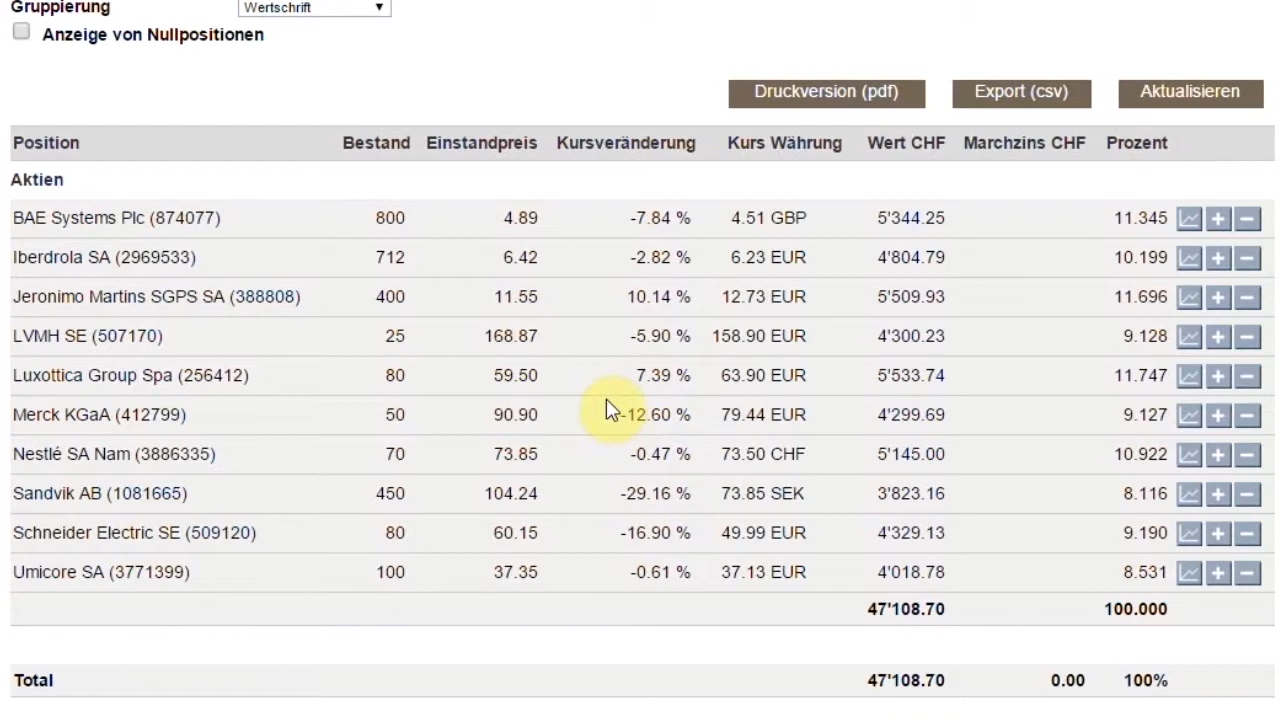 Gruppierung Wertschrift
Anzeige von Nullpositionen
Druckversion (pdf) Export (csv) Aktualisieren
Position Bestand Einstandpreis Kursveränderung Kurs Währung Wert CHF Marchzins CHF Prozent
Aktien
BAE Systems Plc (874077) 800 4.89 -7.84 % 4.51 GBP 5'344.25 11.345
Iberdrola SA (2969533) 712 6.42 -2.82 % 6.23 EUR 4'804.79 10.199
Jeronimo Martins SGPS SA (388808) 400 11.55 10.14 % 12.73 EUR 5'509.93 11.696
LVMH SE (507170) 25 168.87 -5.90 % 158.90 EUR 4'300.23 9.128
Luxottica Group Spa (256412) 80 59.50 7.39 % 63.90 EUR 5'533.74 11.747
Merck KGaA (412799) 50 90.90 -12.60 % 79.44 EUR 4'299.69 9.127
Nestlé SA Nam (3886335) 70 73.85 -0.47 % 73.50 CHF 5'145.00 10.922
Sandvik AB (1081665) 450 104.24 -29.16 % 73.85 SEK 3'823.16 8.116
Schneider Electric SE (509120) 80 60.15 -16.90 % 49.99 EUR 4'329.13 9.190
Umicore SA (3771399) 100 37.35 -0.61 % 37.13 EUR 4'018.78 8.531
47'108.70 100.000
Total 47'108.70 0.00 100%